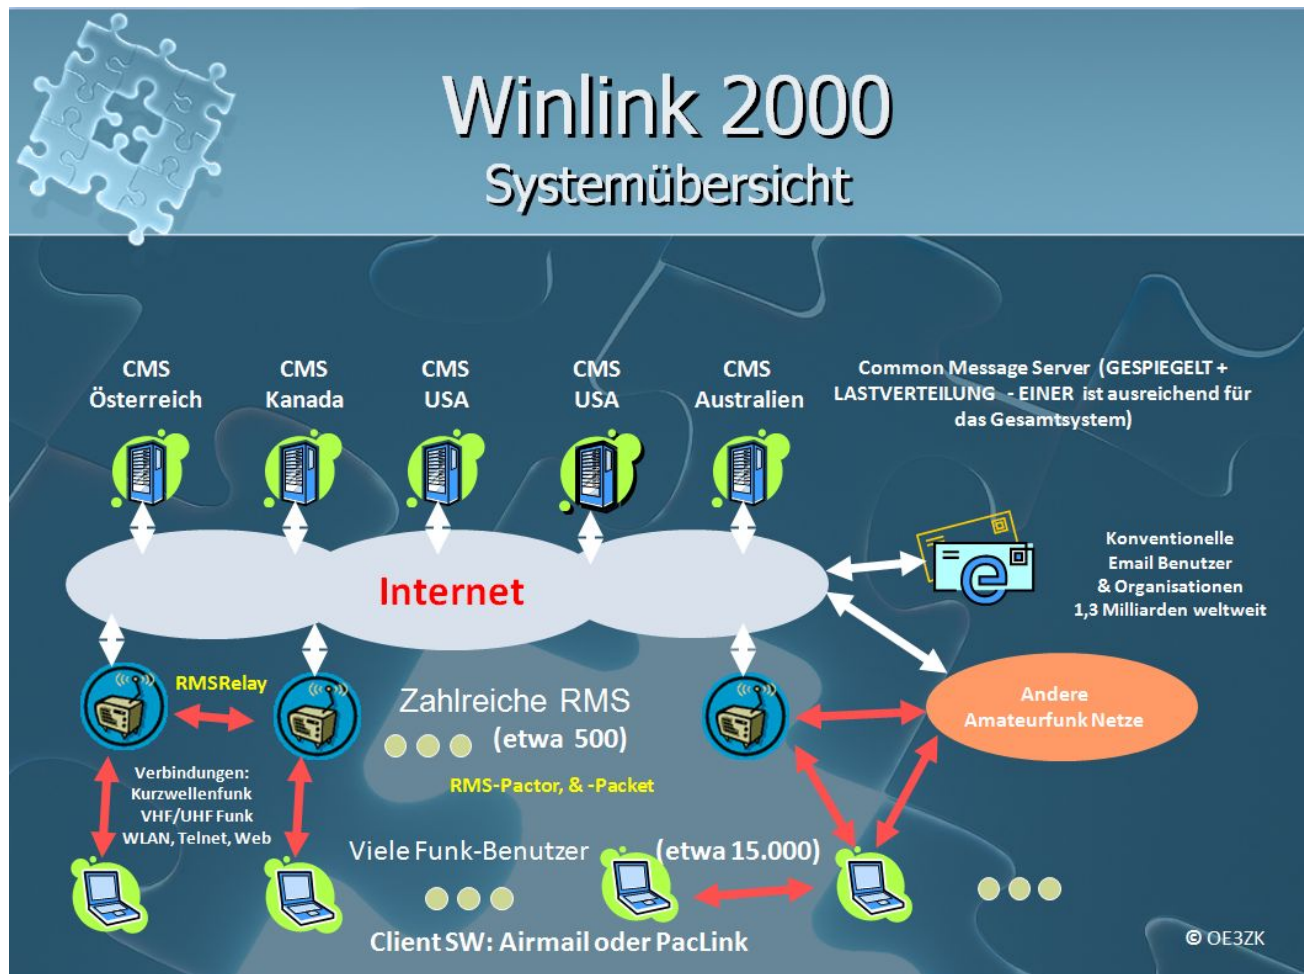 Winlink 2000
Systemübersicht
CMS
Österreich
CMS
Kanada
CMS
USA
CMS
USA
CMS
Australien
Common Message Server (GESPIEGELT +
LASTVERTEILUNG - EINER ist ausreichend für
das Gesamtsystem)
Internet
Konventionelle
Email Benutzer
& Organisationen
1,3 Milliarden weltweit
RMSRelay
Zahlreiche RMS
(etwa 500)
RMS-Pactor, & -Packet
Andere
Amateurfunk Netze
Verbindungen:
Kurzwellenfunk
VHF/UHF Funk
WLAN, Telnet, Web
Viele Funk-Benutzer (etwa 15.000)
Client SW: Airmail oder PacLink
© OE3ZK